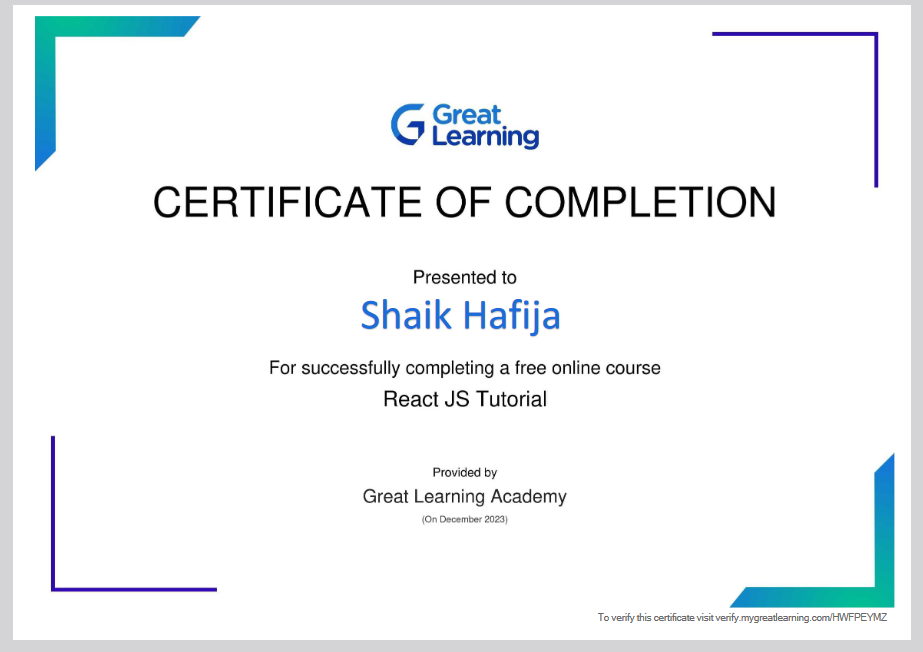 Great
Learning
CERTIFICATE OF COMPLETION
Presented to
Shaik Hafija
For successfully completing a free online course
React JS Tutorial
Provided by
Great Learning Academy
(On December 2023)
To verify this certificate visit verify.mygreatlearning.com/HWFPEYMZ